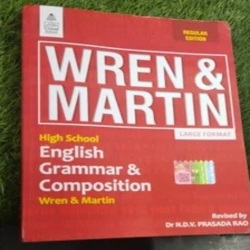 REGULAR
EDITION
WREN &
MARTIN
LARGE FORMAT
High School
English
Grammar &
Composition
Wren & Martin
Revised by
Dr N.D.V. PRASADA RAO